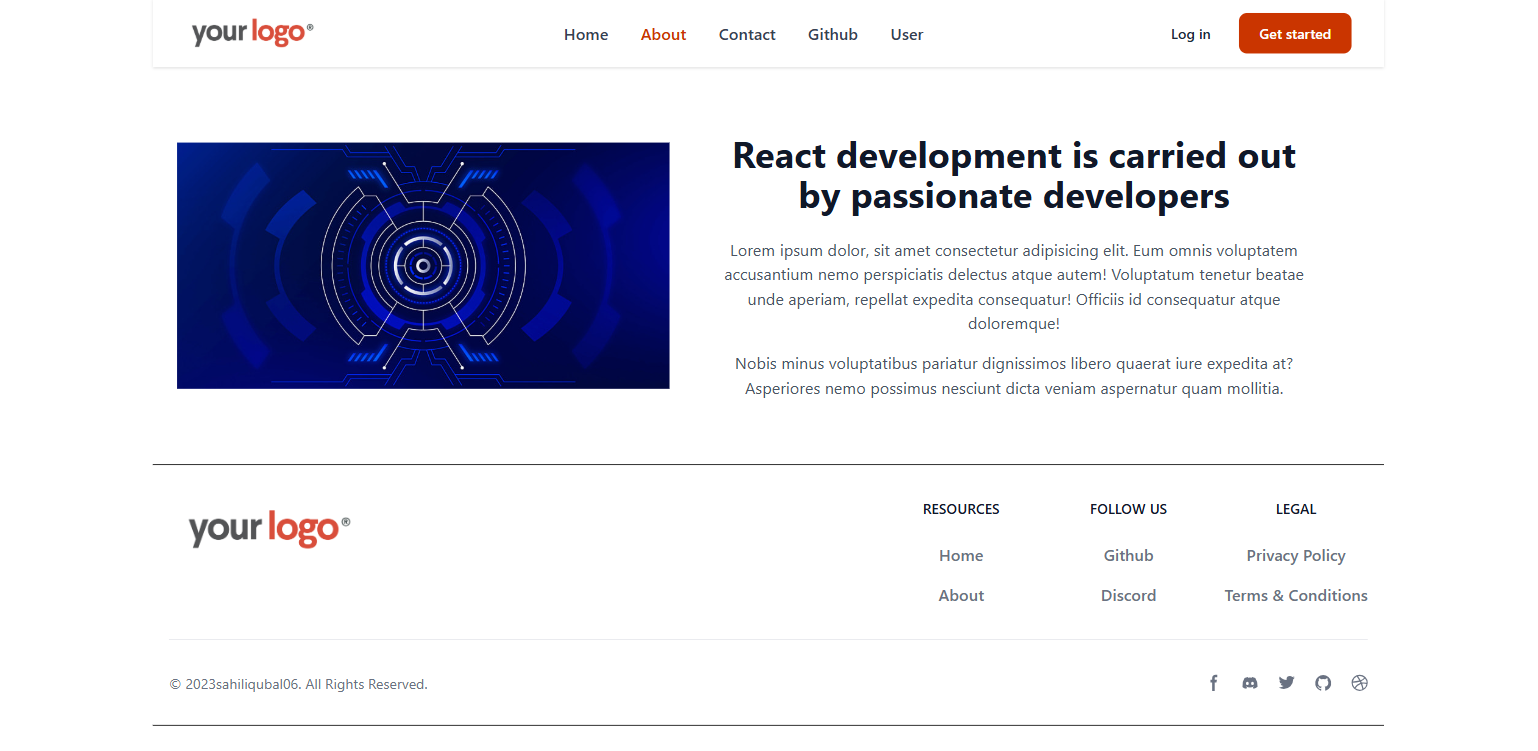 your logo®
Home About Contact Github User
Log in Get started
React development is carried out
by passionate developers
Lorem ipsum dolor, sit amet consectetur adipisicing elit. Eum omnis voluptatem
accusantium nemo perspiciatis delectus atque autem! Voluptatum tenetur beatae
unde aperiam, repellat expedita consequatur! Officiis id consequatur atque
doloremque!
Nobis minus voluptatibus pariatur dignissimos libero quaerat iure expedita at?
Asperiores nemo possimus nesciunt dicta veniam aspernatur quam mollitia.
your logo®
RESOURCES
Home
About
FOLLOW US
Github
Discord
LEGAL
Privacy Policy
Terms & Conditions
© 2023sahiliqubal06. All Rights Reserved.